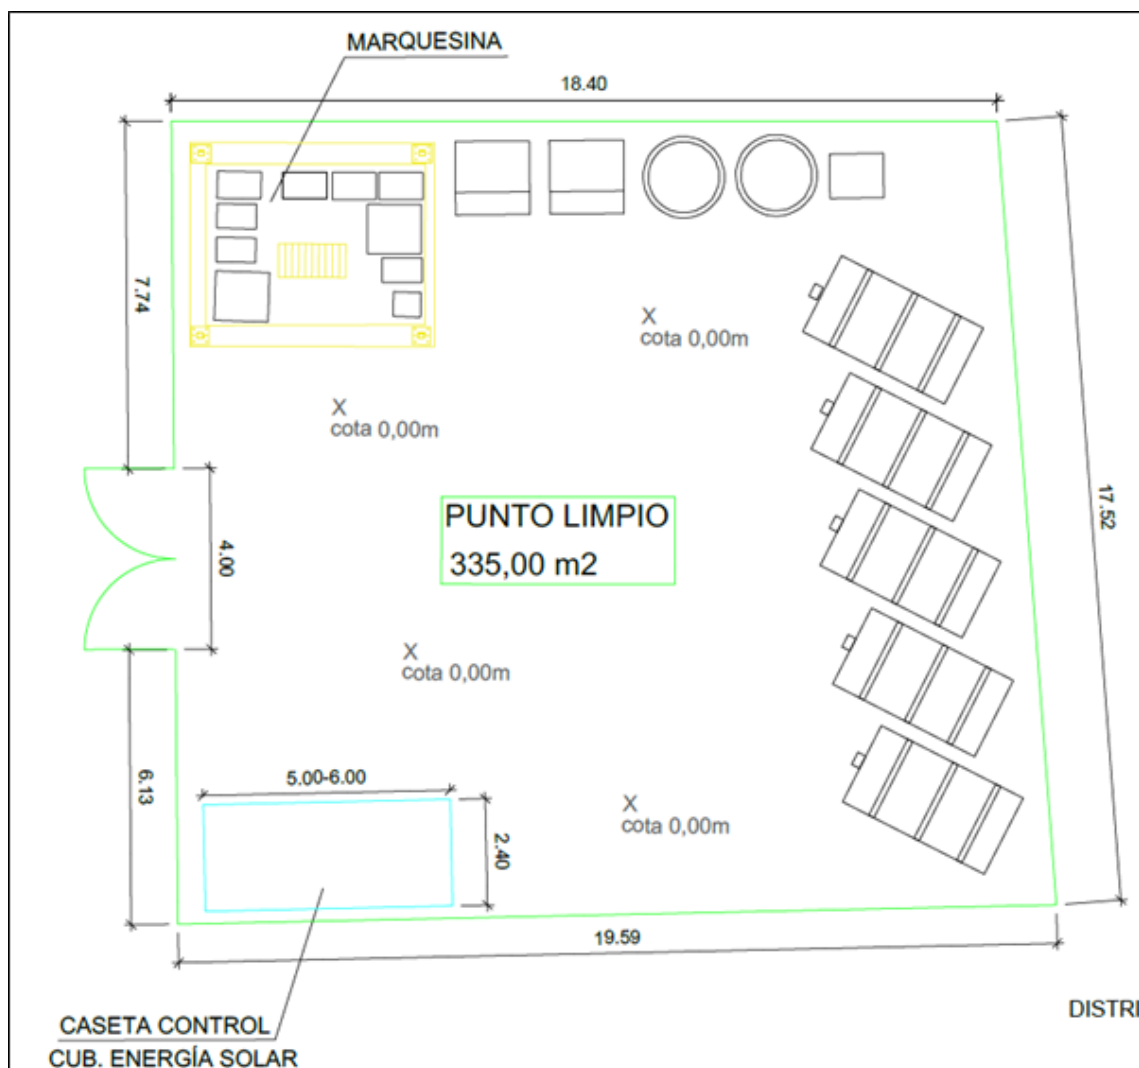 MARQUESINA
18.40
7.74
X
cota 0,00m
X
cota 0,00m
17.52
PUNTO LIMPIO
335,00 m2
4.00
X
cota 0,00m
6.13
5.00-6.00
X
cota 0,00m
2.40
19.59
DISTRI
CASETA CONTROL
CUB. ENERGÍA SOLAR